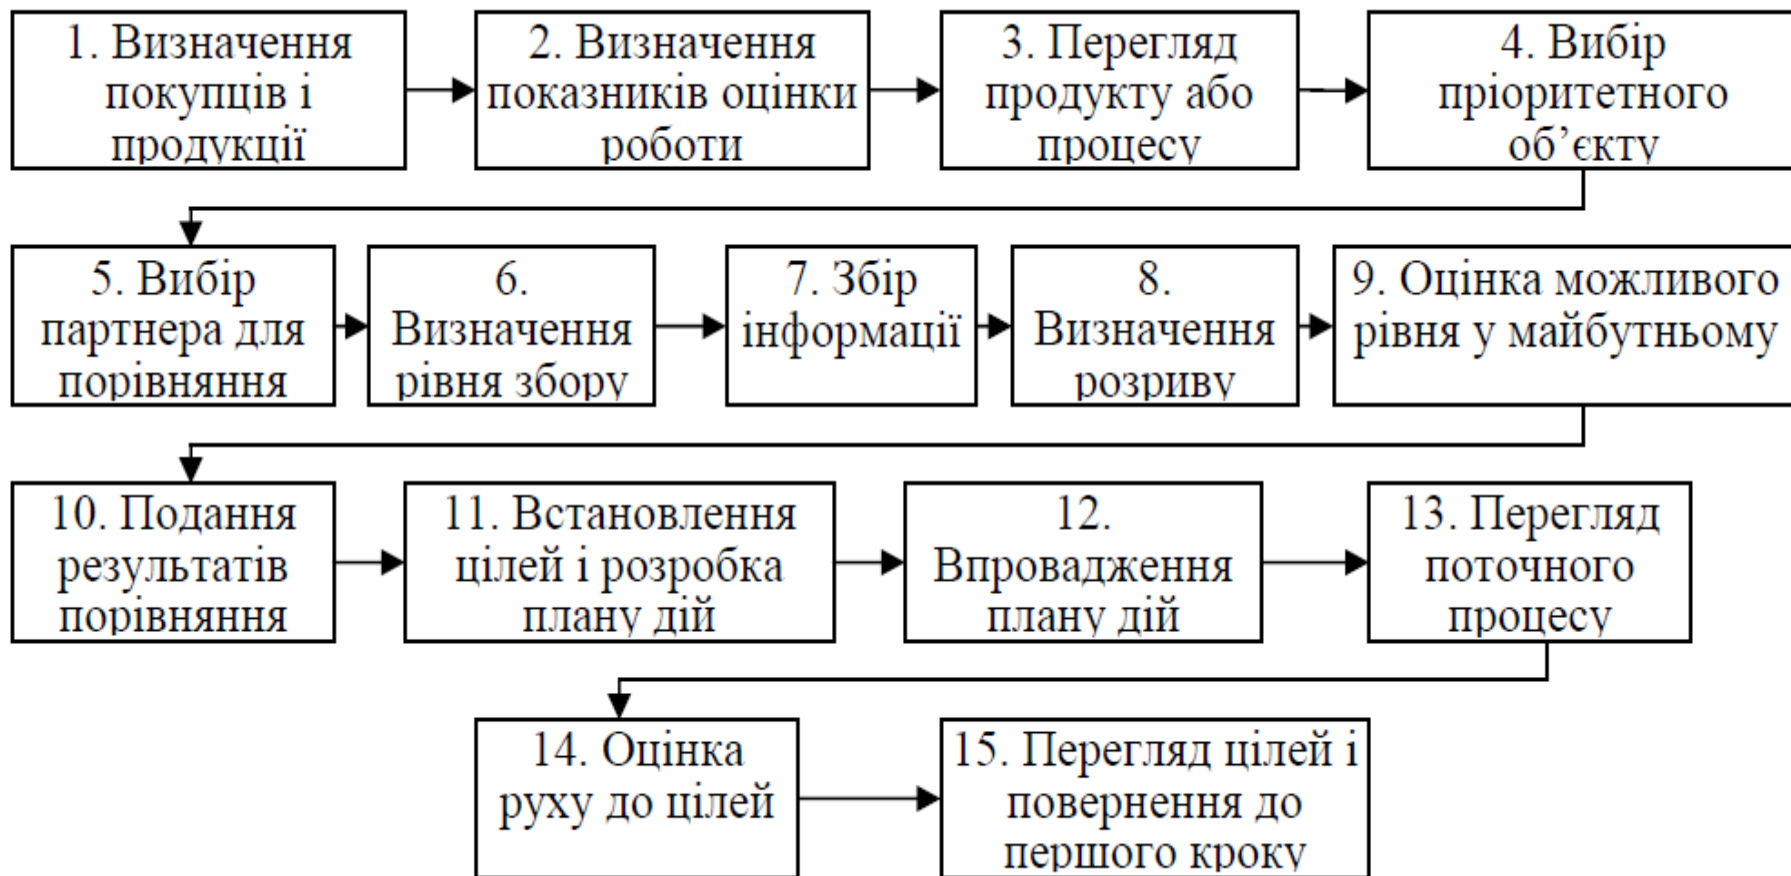 1. Визначення
покупців і
продукції
2. Визначення
показників оцінки
роботи
3. Перегляд
продукту або
процесу
4. Вибір
пріоритетного
об’єкту
5. Вибір
партнера для
порівняння
6.
Визначення
рівня збору
7. Збір
інформації
8.
Визначення
розриву
9. Оцінка можливого
рівня у майбутньому
10. Подання
результатів
порівняння
11. Встановлення
цілей і розробка
плану дій
12.
Впровадження
плану дій
13. Перегляд
поточного
процесу
14. Оцінка
руху до цілей
15. Перегляд цілей і
повернення до
першого кроку